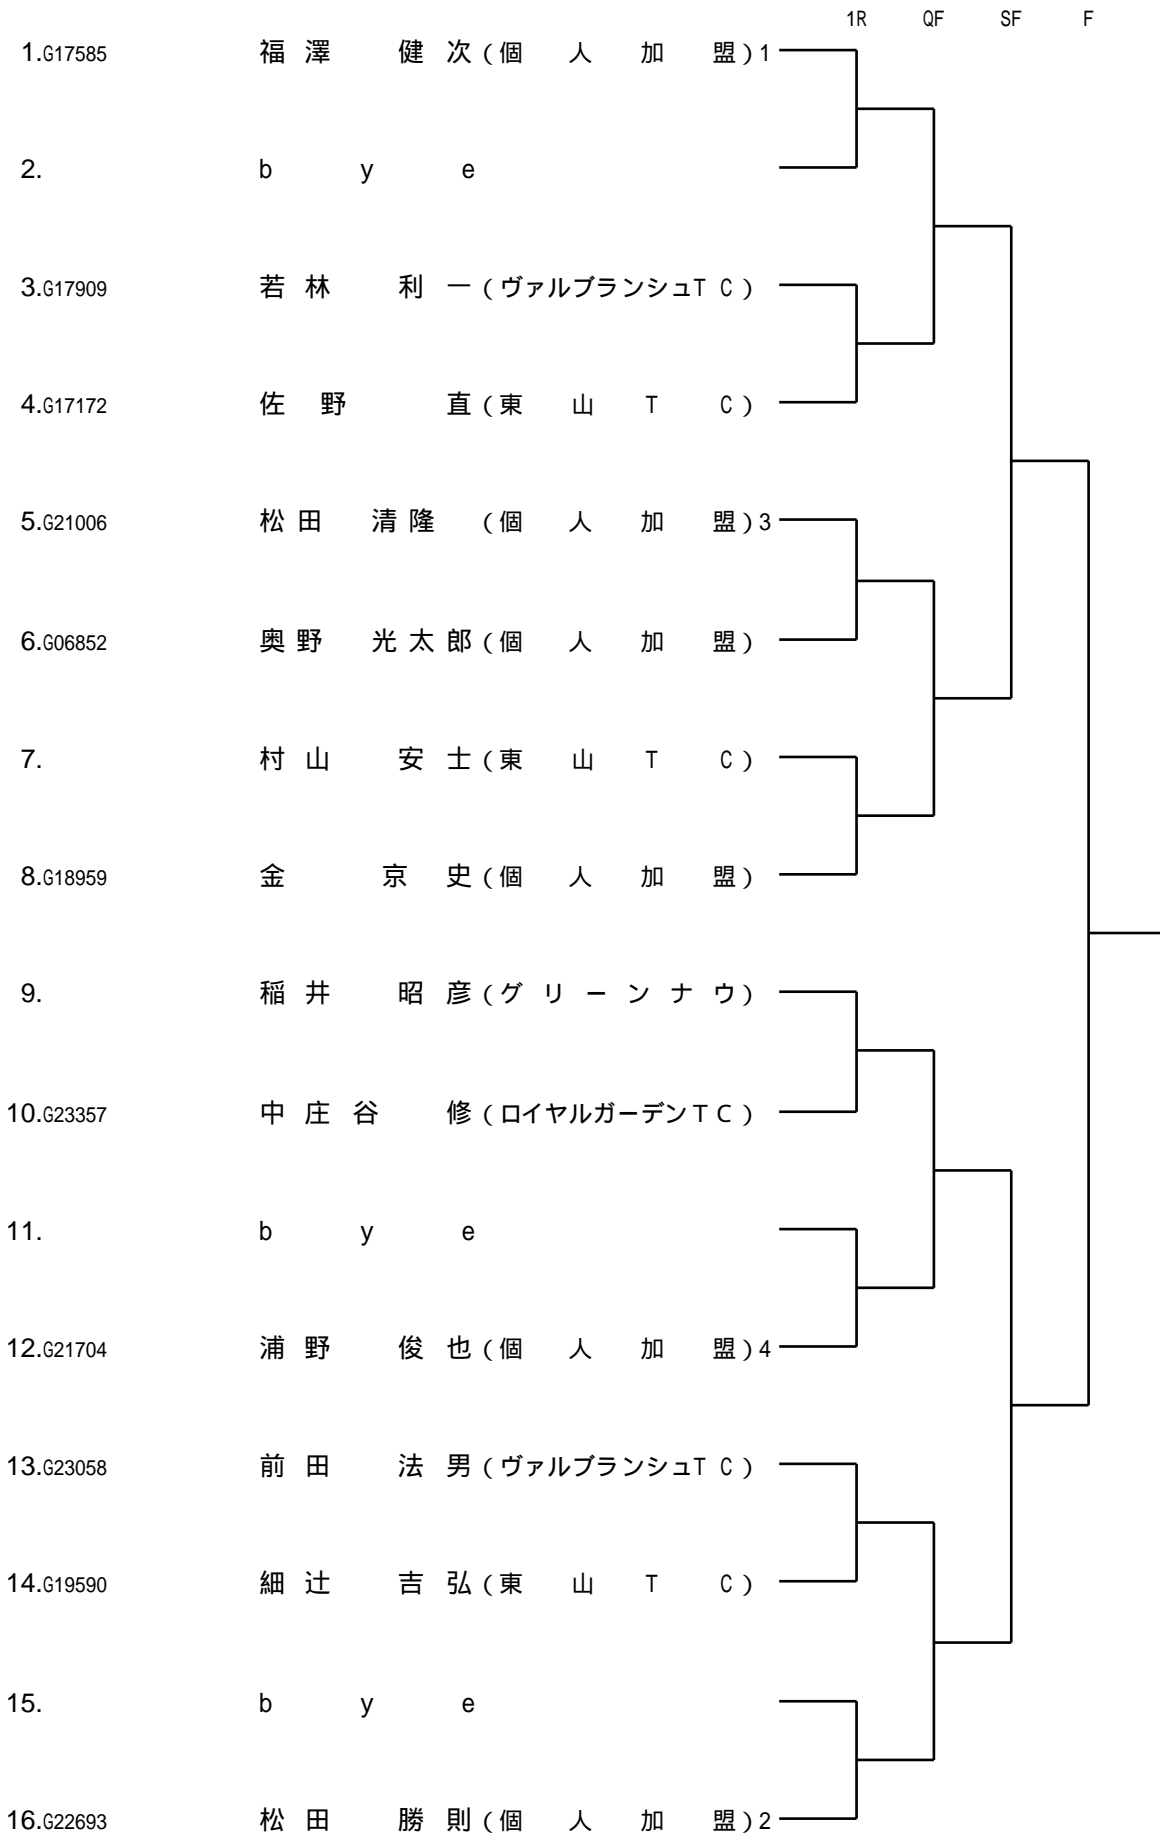 1R QF SF F
1.G17585 福澤 健次(個人加盟)1
2. bye
3.G17909 若林 利一(ヴァルブランシュTC)
4.G17172 佐野 直(東山TC)
5.G21006 松田 清隆 (個人加盟)3
6.G06852 奥野 光太郎(個人加盟)
7. 村山 安士(東山TC)
8.G18959 金 京史(個人加盟)
9. 稲井 昭彦(グリーンナウ)
10.G23357 中庄谷 修(ロイヤルガーデンTC)
11. bye
12.G21704 浦野 俊也(個人加盟)4
13.G23058 前田 法男(ヴァルブランシュTC)
14.G19590 細辻 吉弘(東山TC)
15. bye
16.G22693 松田 勝則(個人加盟)2